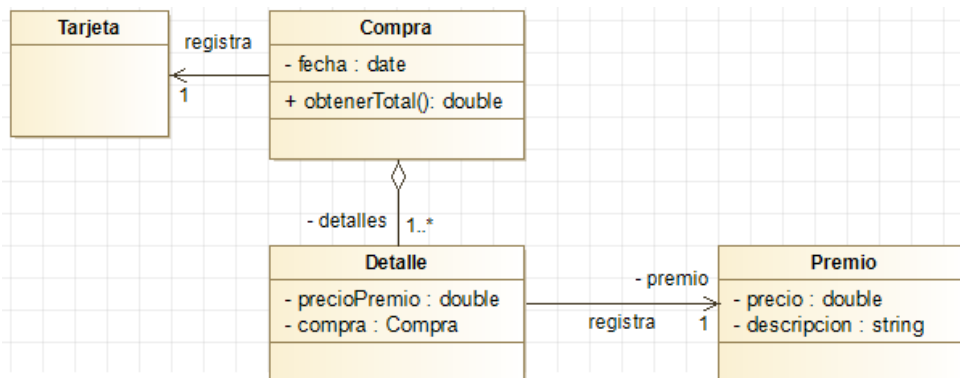 Tarjeta
registra
1
Compra
- fecha : date
+ obtenerTotal(): double
- detalles
1..*
Detalle
- precioPremio : double
- compra : Compra
- premio
registra
1
Premio
- precio : double
- descripcion : string